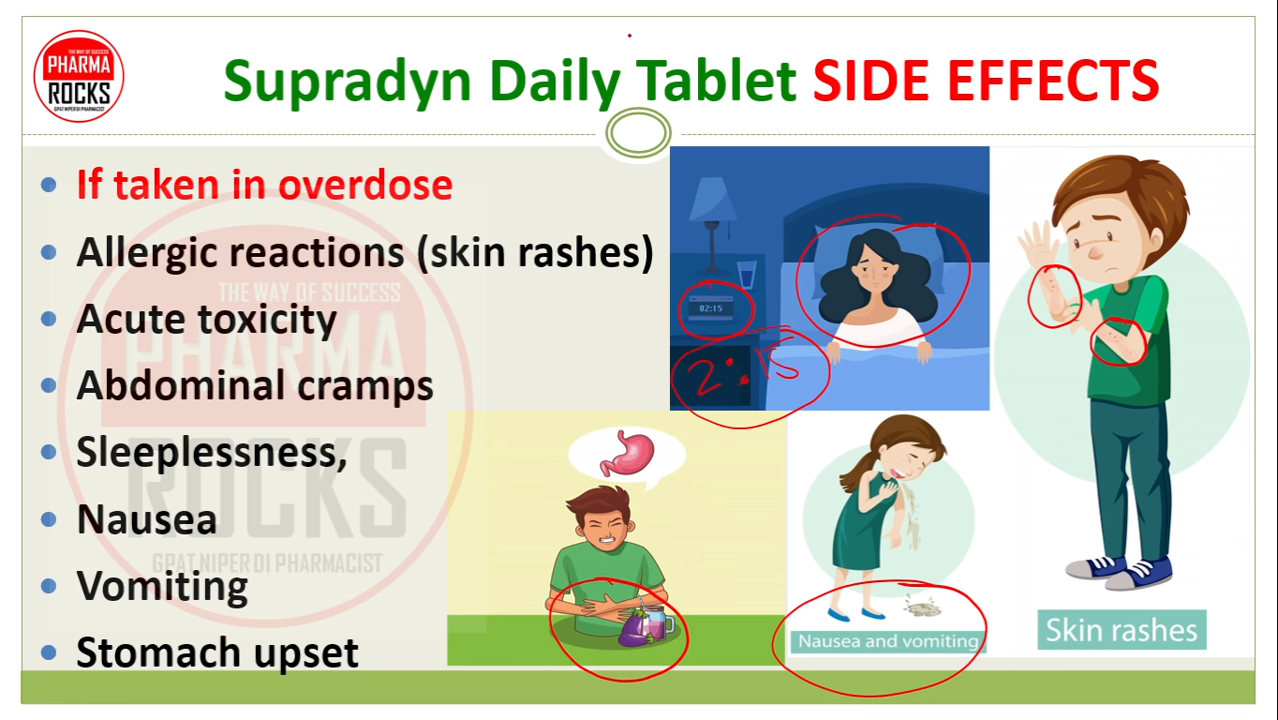 THE WAY OF SUCCESS
PHARMA
ROCKS
GPAT NIPER DI PHARMACIST
Supradyn Daily Tablet SIDE EFFECTS
If taken in overdose
Allergic reactions (skin rashes)
Acute toxicity
Abdominal cramps
Sleeplessness,
Nausea
Vomiting
Stomach upset
THE WAY OF SUCCESS
PHARMA
ROCKS
GPAT NIPER DI PHARMACIST
02:15
2:15
Nausea and vomiting
Skin rashes